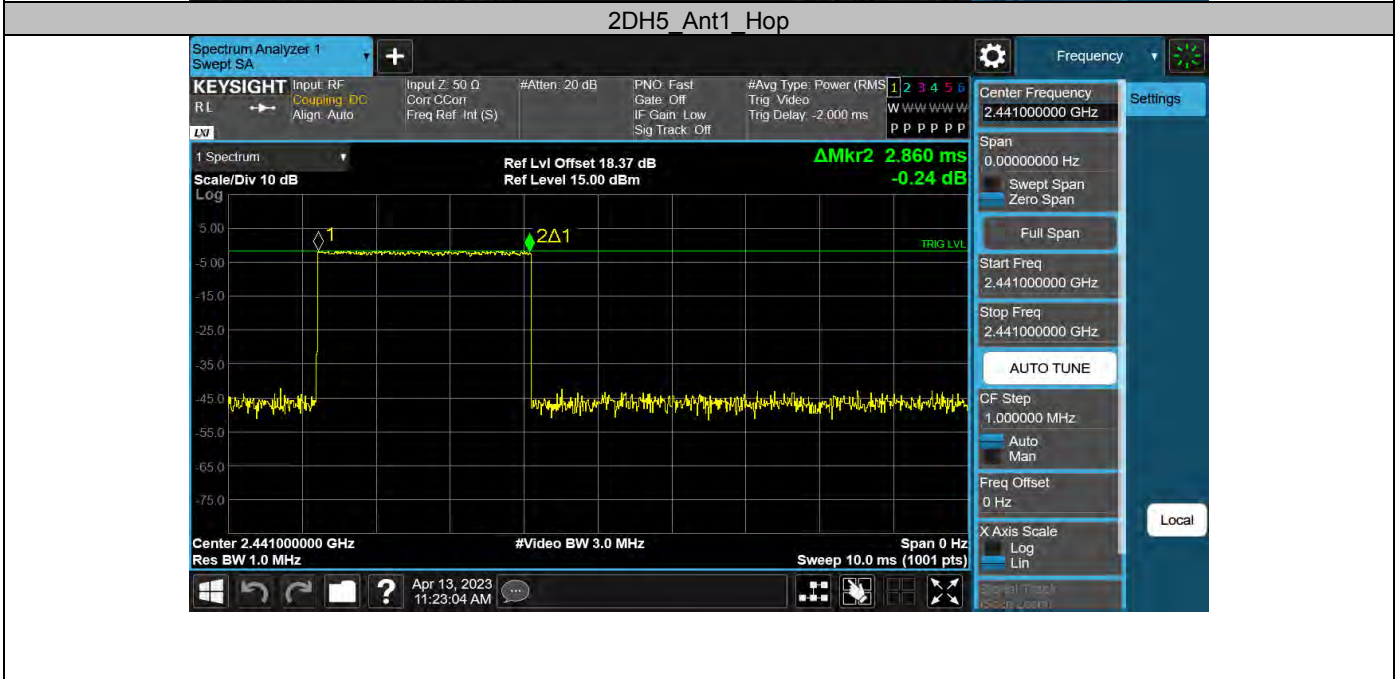 2DH5_Ant1_Hop
Spectrum Analyzer 1
Swept SA
Frequency
KEYSIGHT
RL
LXI
Input: RF
Coupling: DC
Align: Auto
Input Z: 50 Ω
Corr CCorr
Freq Ref: Int (S)
#Atten: 20 dB
PNO: Fast
Gate: Off
IF Gain: Low
Sig Track: Off
#Avg Type: Power (RMS
Trig: Video
Trig Delay: -2.000 ms
1 2 3 4 5 6
W W W W W W
P P P P P P
1 Spectrum
Scale/Div 10 dB
Log
Ref Lvl Offset 18.37 dB
Ref Level 15.00 dBm
ΔMkr2 2.860 ms
-0.24 dB
5.00
-5.00
-15.0
-25.0
-35.0
-45.0
-55.0
-65.0
-75.0
1
2Δ1
TRIG LVL
Center 2.441000000 GHz
Res BW 1.0 MHz
#Video BW 3.0 MHz
Span 0 Hz
Sweep 10.0 ms (1001 pts)
Center Frequency
2.441000000 GHz
Settings
Span
0.00000000 Hz
Swept Span
Zero Span
Full Span
Start Freq
2.441000000 GHz
Stop Freq
2.441000000 GHz
AUTO TUNE
CF Step
1.000000 MHz
Auto
Man
Freq Offset
0 Hz
X Axis Scale
Log
Lin
Signal Track
(Span Zoom)
Local
?
Apr 13, 2023
11:23:04 AM